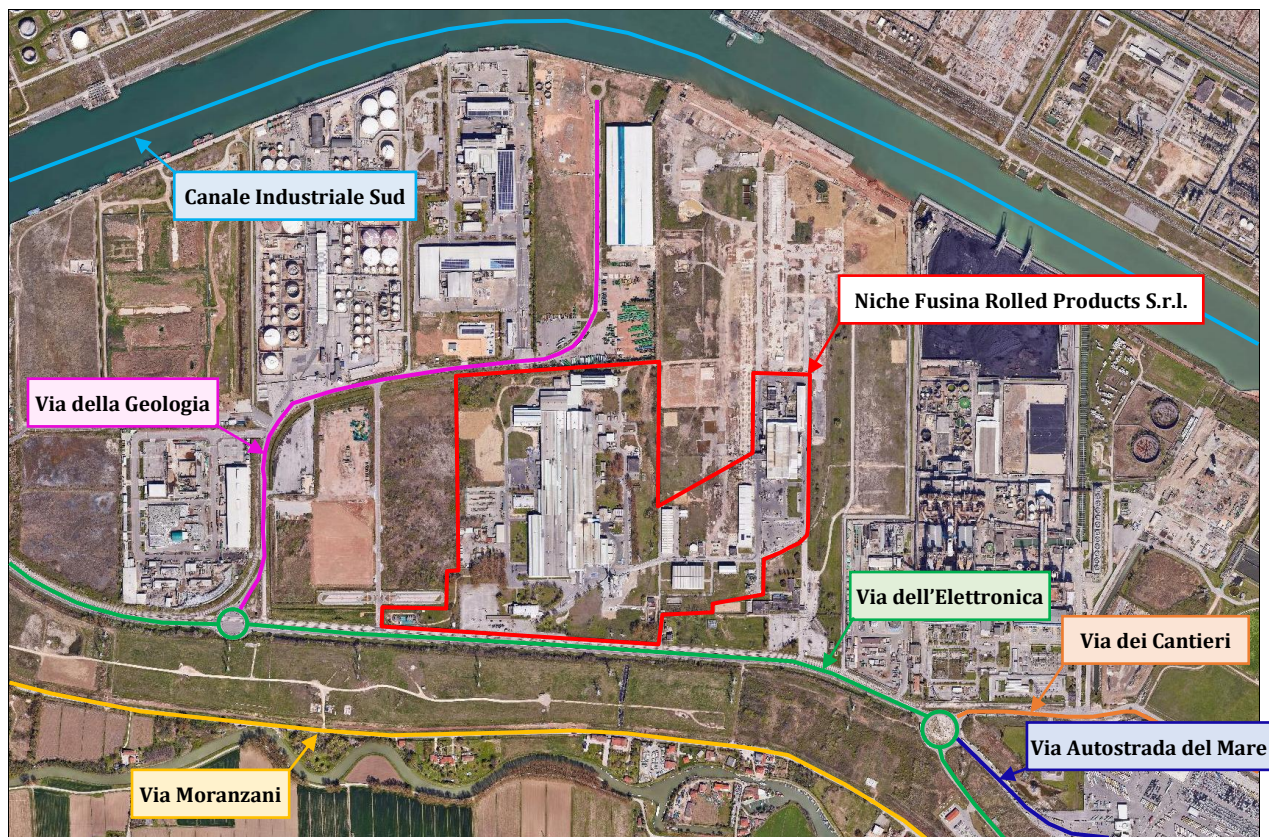 Canale Industriale Sud
Niche Fusina Rolled Products S.r.l.
Via della Geologia
Via dell'Elettronica
Via dei Cantieri
Via Autostrada del Mare
Via Moranzani